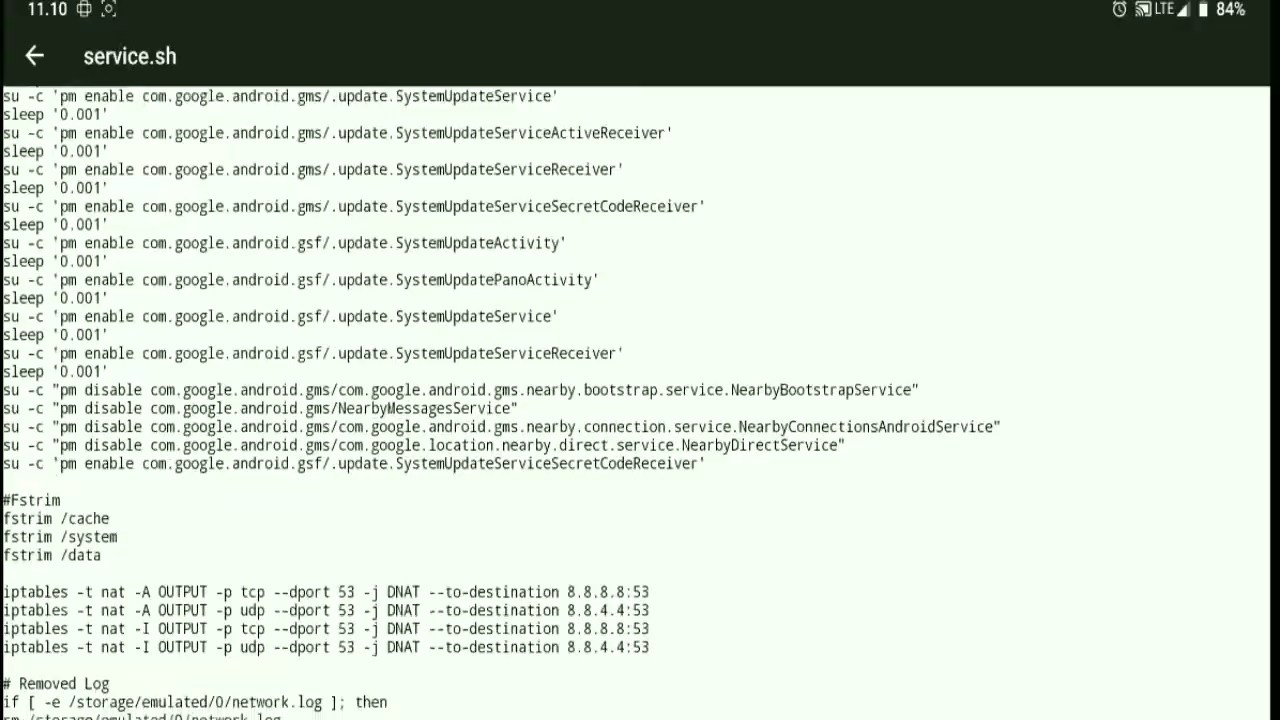 11.10
LTE 84%
service.sh
su -c 'pm enable com.google.android.gms/.update.SystemUpdateService'
sleep '0.001'
su -c 'pm enable com.google.android.gms/.update.SystemUpdateServiceActiveReceiver'
sleep '0.001'
su -c 'pm enable com.google.android.gms/.update.SystemUpdateServiceReceiver'
sleep '0.001'
su -c 'pm enable com.google.android.gms/.update.SystemUpdateServiceSecretCodeReceiver'
sleep '0.001'
su -c 'pm enable com.google.android.gsf/.update.SystemUpdateActivity'
sleep '0.001'
su -c 'pm enable com.google.android.gsf/.update.SystemUpdatePanoActivity'
sleep '0.001'
su -c 'pm enable com.google.android.gsf/.update.SystemUpdateService'
sleep '0.001'
su -c 'pm enable com.google.android.gsf/.update.SystemUpdateServiceReceiver'
sleep '0.001'
su -c "pm disable com.google.android.gms/com.google.android.gms.nearby.bootstrap.service.NearbyBootstrapService"
su -c "pm disable com.google.android.gms/NearbyMessagesService"
su -c "pm disable com.google.android.gms/com.google.android.gms.nearby.connection.service.NearbyConnectionsAndroidService"
su -c "pm disable com.google.android.gms/com.google.location.nearby.direct.service.NearbyDirectService"
su -c 'pm enable com.google.android.gsf/.update.SystemUpdateServiceSecretCodeReceiver'
#Fstrim
fstrim /cache
fstrim /system
fstrim /data
iptables -t nat -A OUTPUT -p tcp --dport 53 -j DNAT --to-destination 8.8.8.8:53
iptables -t nat -A OUTPUT -p udp --dport 53 -j DNAT --to-destination 8.8.4.4:53
iptables -t nat -I OUTPUT -p tcp --dport 53 -j DNAT --to-destination 8.8.8.8:53
iptables -t nat -I OUTPUT -p udp --dport 53 -j DNAT --to-destination 8.8.4.4:53
# Removed Log
if [ -e /storage/emulated/0/network.log ]; then
rm /storage/emulated/0/network.log